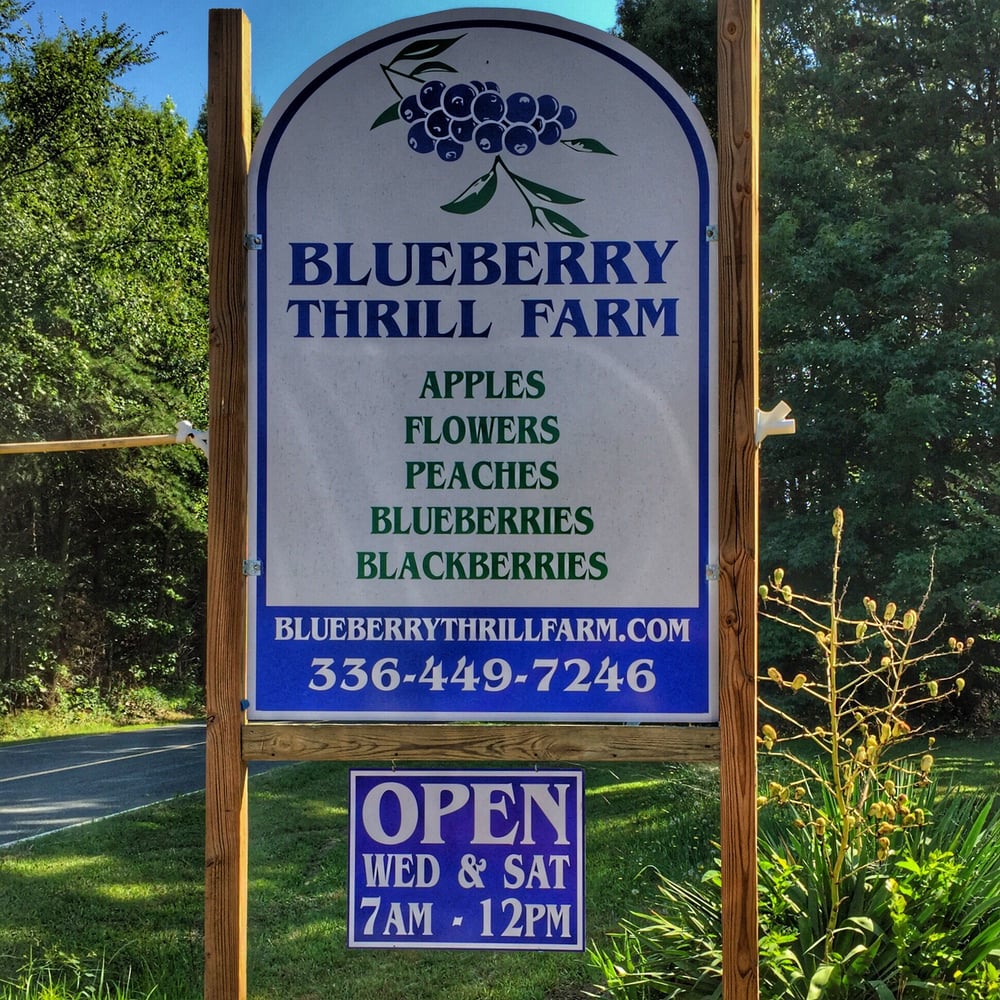 BLUEBERRY
THRILL FARM
APPLES
FLOWERS
PEACHES
BLUEBERRIES
BLACKBERRIES
BLUEBERRYTHRILLFARM.COM
336-449-7246
OPEN
WED & SAT
7AM - 12PM